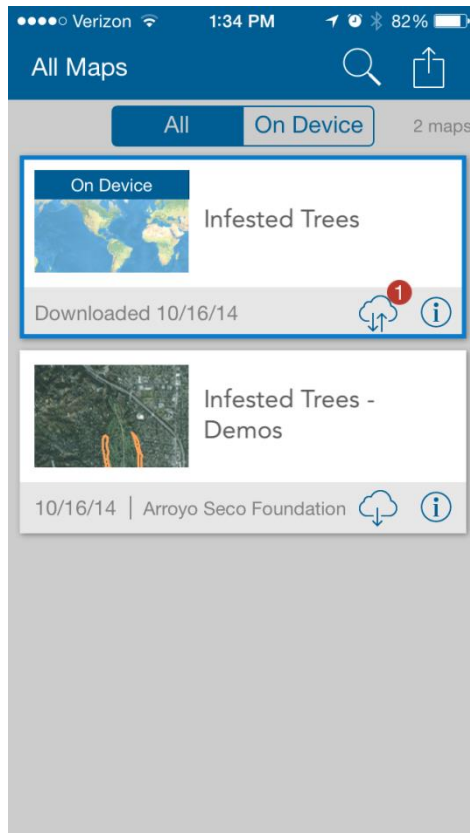 Verizon 1:34 PM 82%
All Maps
All On Device 2 maps
On Device
Infested Trees
Downloaded 10/16/14 1 i
Infested Trees -
Demos
10/16/14 | Arroyo Seco Foundation i